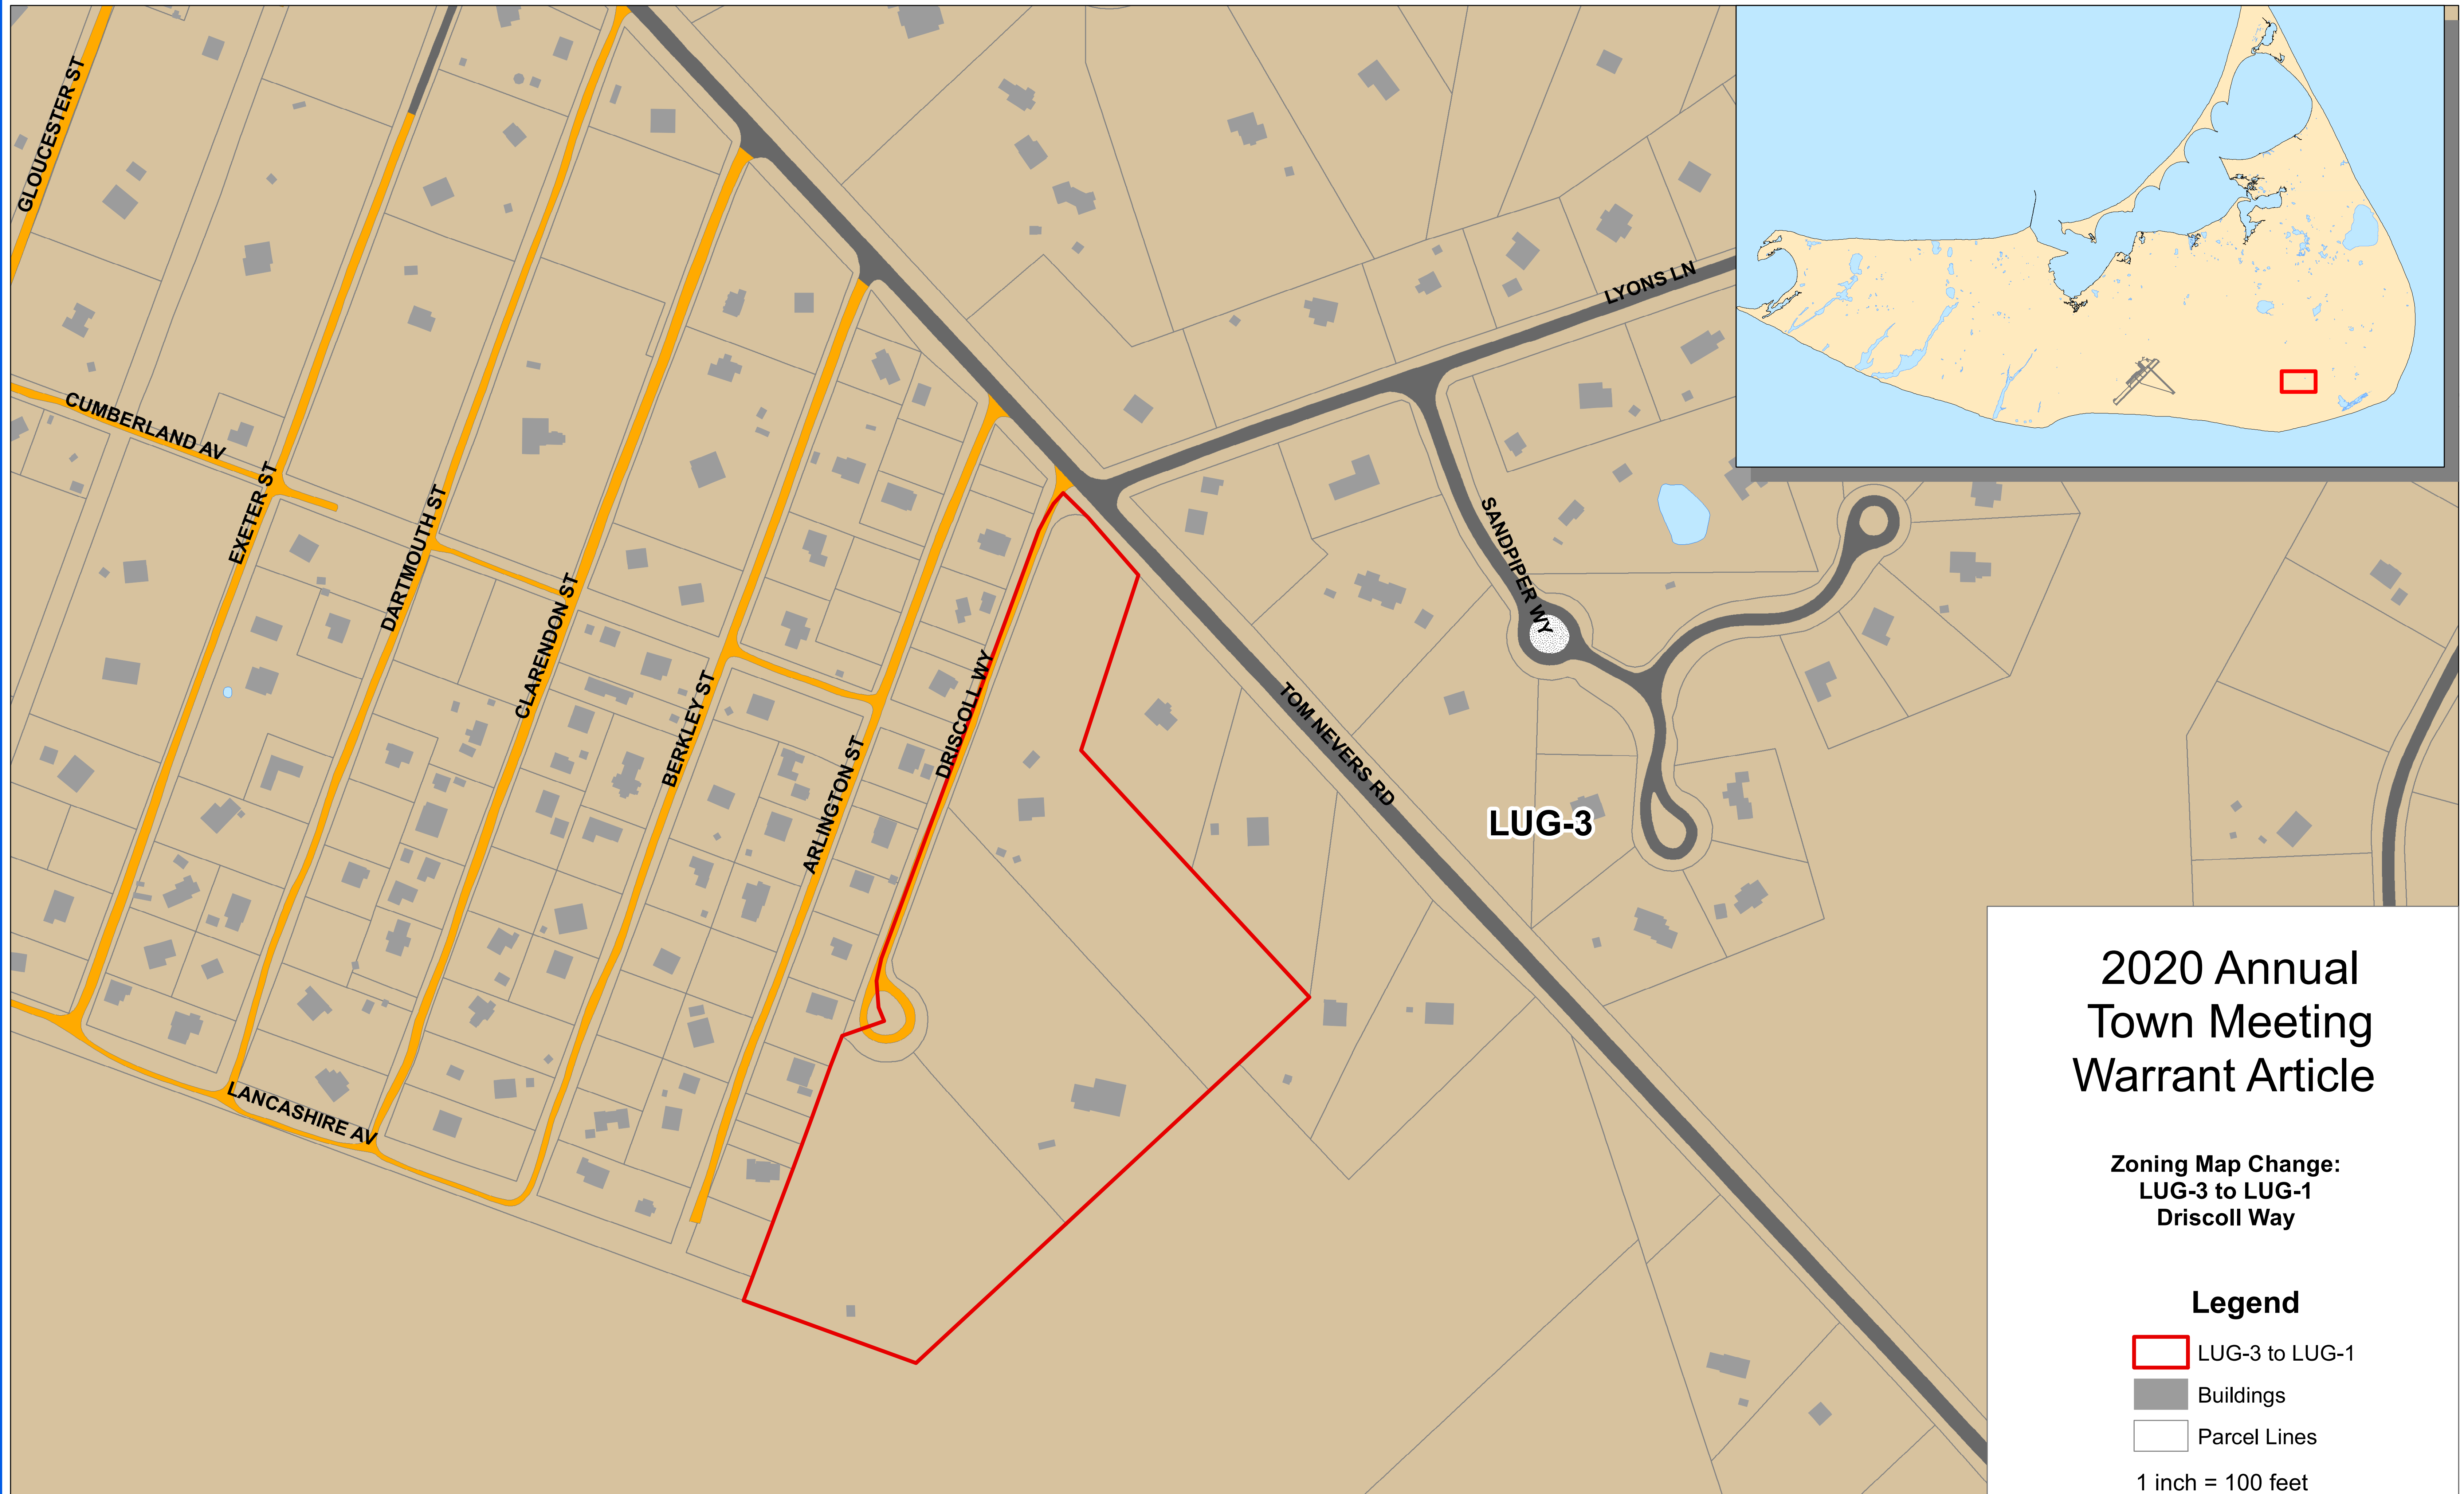 GLOUCESTER ST
CUMBERLAND AV
EXETER ST
DARTMOUTH ST
CLARENDON ST
BERKLEY ST
ARLINGTON ST
DRISCOLL WY
LANCASHIRE AV
LYONS LN
SANDPIPER WY
TOM NEVERS RD
LUG-3
2020 Annual
Town Meeting
Warrant Article
Zoning Map Change:
LUG-3 to LUG-1
Driscoll Way
Legend
LUG-3 to LUG-1
Buildings
Parcel Lines
1 inch = 100 feet